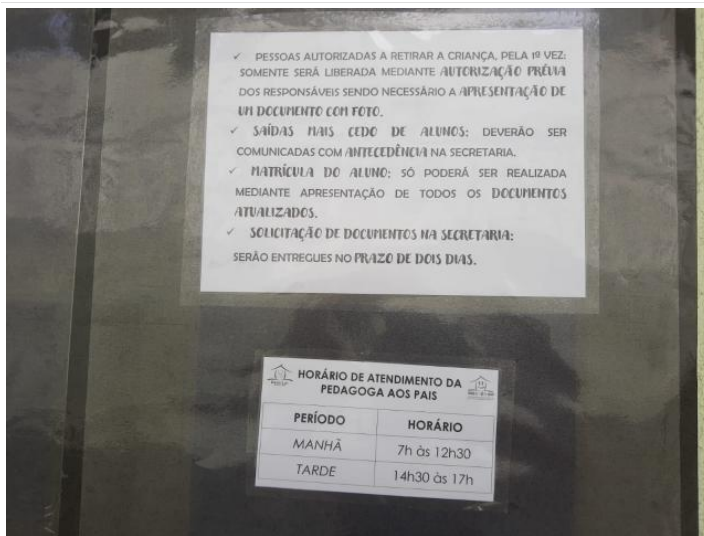 ✓ PESSOAS AUTORIZADAS A RETIRAR A CRIANÇA, PELA 1ª VEZ:
SOMENTE SERÁ LIBERADA MEDIANTE AUTORIZAÇÃO PRÉVIA
DOS RESPONSÁVEIS SENDO NECESSÁRIO A APRESENTAÇÃO DE
UM DOCUMENTO COM FOTO.
✓ SAÍDAS MAIS CEDO DE ALUNOS: DEVERÃO SER
COMUNICADAS COM ANTECEDÊNCIA NA SECRETARIA.
✓ MATRÍCULA DO ALUNO: SÓ PODERÁ SER REALIZADA
MEDIANTE APRESENTAÇÃO DE TODOS OS DOCUMENTOS
ATUALIZADOS.
✓ SOLICITAÇÃO DE DOCUMENTOS NA SECRETARIA:
SERÃO ENTREGUES NO PRAZO DE DOIS DIAS.
HORÁRIO DE ATENDIMENTO DA
PEDAGOGA AOS PAIS
PERÍODO HORÁRIO
MANHÃ 7h às 12h30
TARDE 14h30 às 17h